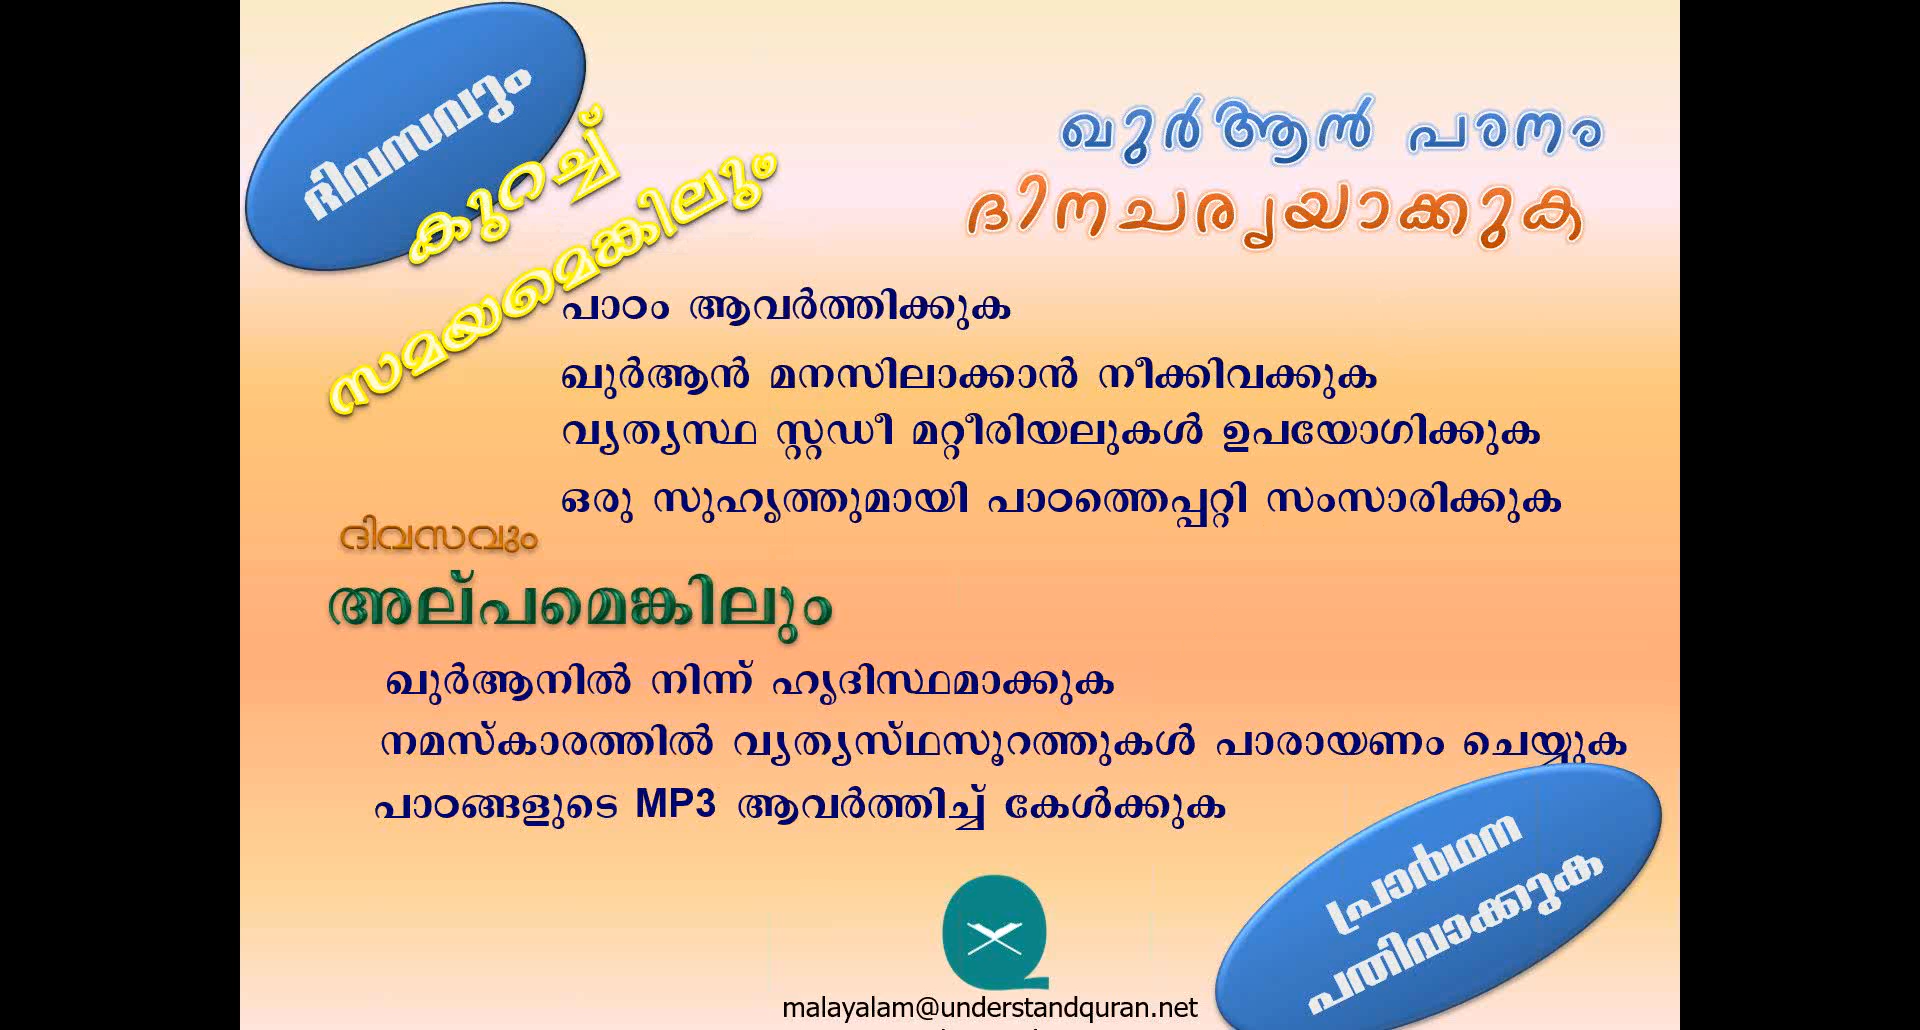 ദിവസവും
കുറച്ച്
സമയമെങ്കിലും
ഖുർആൻ പഠനം
ദിനചര്യയാക്കുക
പാഠം ആവർത്തിക്കുക
ഖുർആൻ മനസിലാക്കാൻ നീക്കിവക്കുക
വ്യത്യസ്ഥ സ്റ്റഡീ മറ്റീരിയലുകൾ ഉപയോഗിക്കുക
ഒരു സുഹൃത്തുമായി പാഠത്തെപ്പറ്റി സംസാരിക്കുക
ദിവസവും
അല്പമെങ്കിലും
ഖുർആനിൽ നിന്ന് ഹൃദിസ്ഥമാക്കുക
നമസ്കാരത്തിൽ വ്യത്യസ്ഥസൂറത്തുകൾ പാരായണം ചെയ്യുക
പാഠങ്ങളുടെ MP3 ആവർത്തിച്ച് കേൾക്കുക
പ്രാർഥന
പതിവാക്കുക
malayalam@understandquran.net